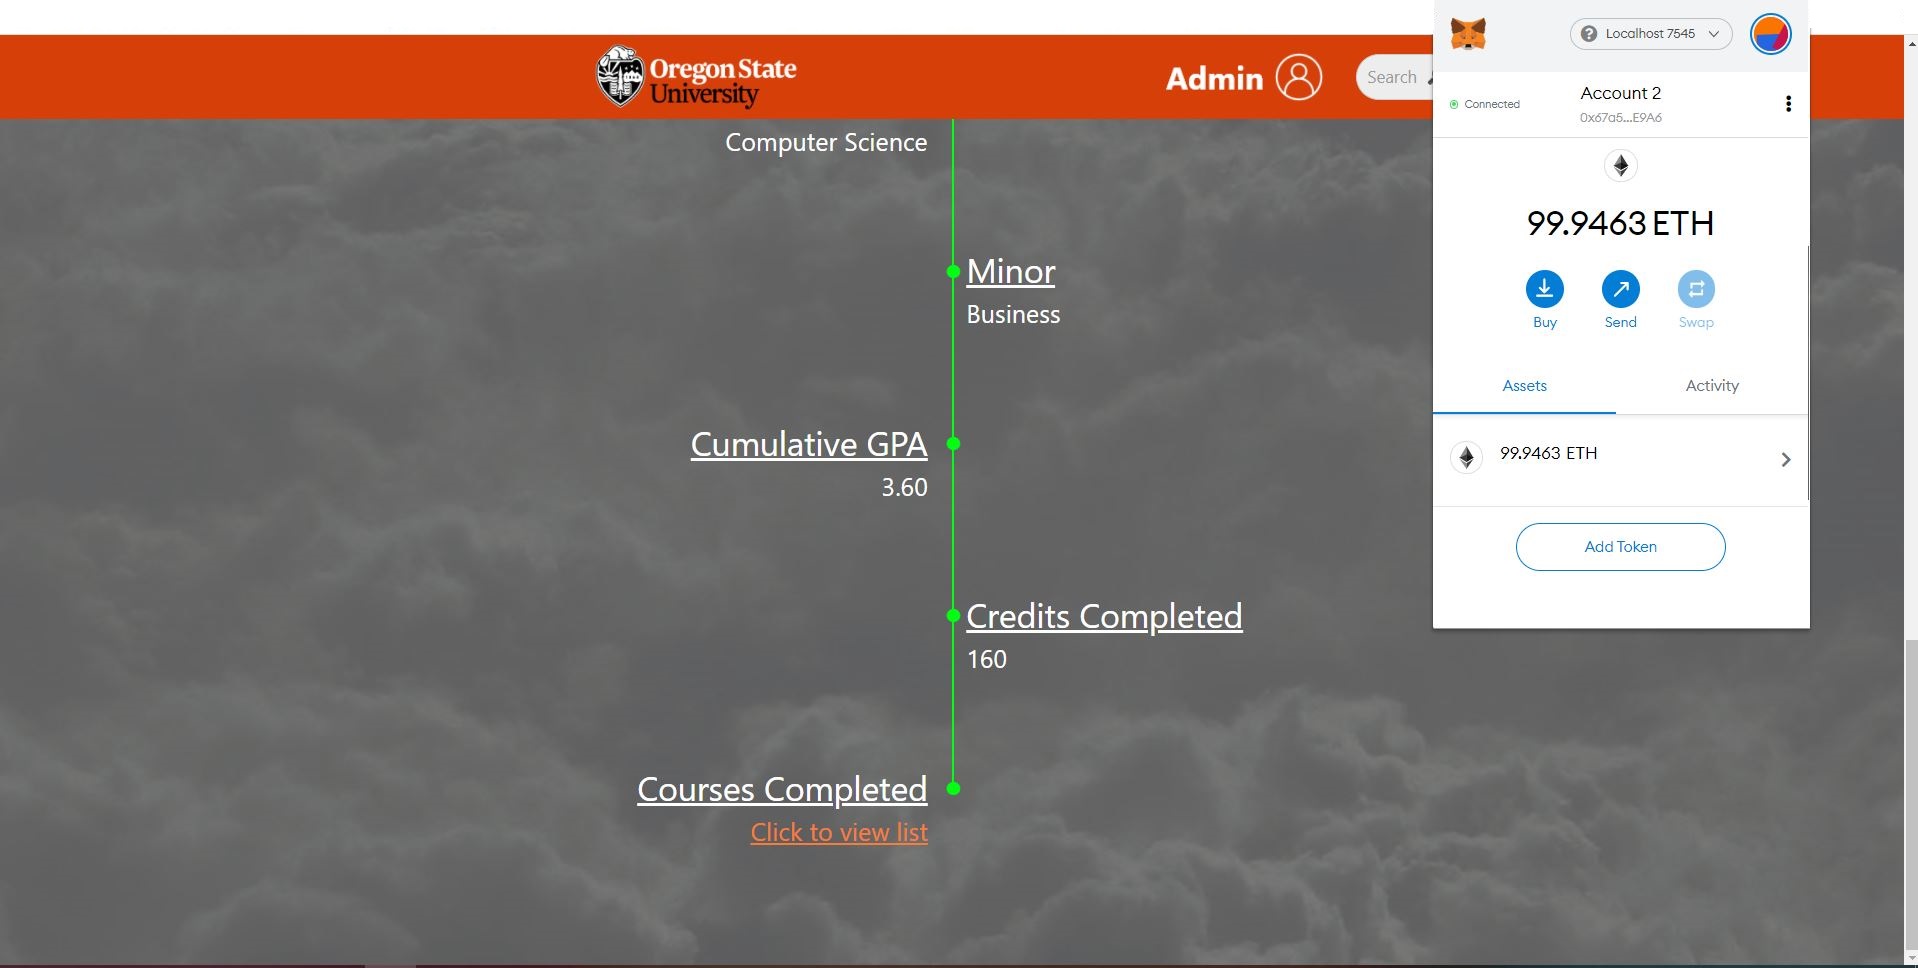 Oregon State
University
Admin
Search
Computer Science
Minor
Business
Cumulative GPA
3.60
Credits Completed
160
Courses Completed
Click to view list
Localhost 7545
Connected
Account 2
0x67a5...E9A6
99.9463 ETH
Buy
Send
Swap
Assets
Activity
99.9463 ETH
Add Token